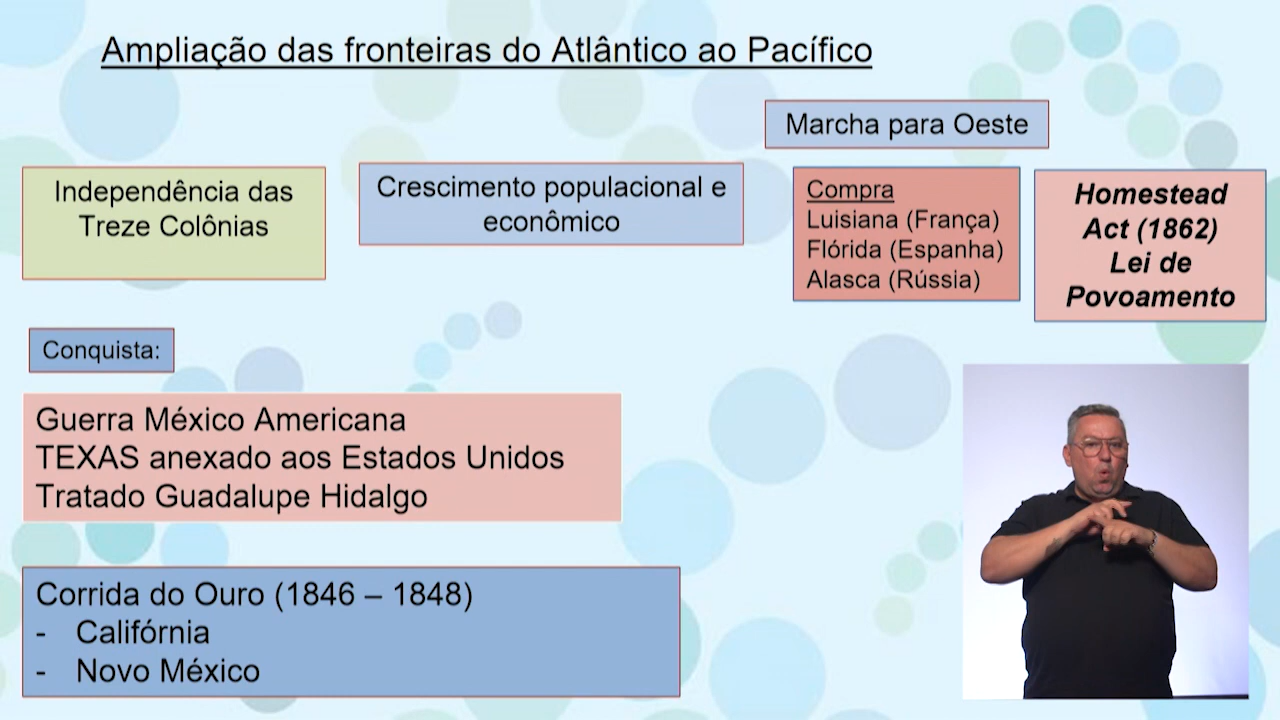 Ampliação das fronteiras do Atlântico ao Pacífico
Marcha para Oeste
Independência das
Treze Colônias
Crescimento populacional e
econômico
Compra
Luisiana (França)
Flórida (Espanha)
Alasca (Rússia)
Homestead
Act (1862)
Lei de
Povoamento
Conquista:
Guerra México Americana
TEXAS anexado aos Estados Unidos
Tratado Guadalupe Hidalgo
Corrida do Ouro (1846 – 1848)
- Califórnia
- Novo México